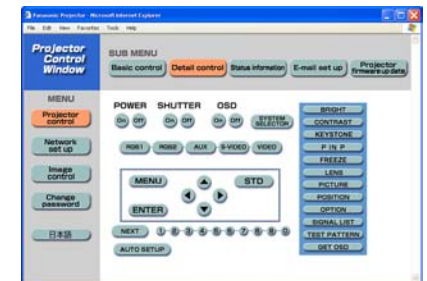 Panasonic Projector - Microsoft Internet Explorer
File Edit View Favorites Tools Help
Projector
Control
Window
SUB MENU
Basic control Detail control Status information E-mail set up Projector
firmware update
MENU
Projector
control
Network
set up
Image
control
Change
password
日本語
POWER SHUTTER OSD
On Off On Off On Off SYSTEM
SELECTOR
RGB1 RGB2 AUX S-VIDEO VIDEO
MENU STD
ENTER
NEXT 1 2 3 4 5 6 7 8 9 0
AUTO SETUP
BRIGHT
CONTRAST
KEYSTONE
P IN P
FREEZE
LENS
PICTURE
POSITION
OPTION
SIGNAL LIST
TEST PATTERN
GET OSD